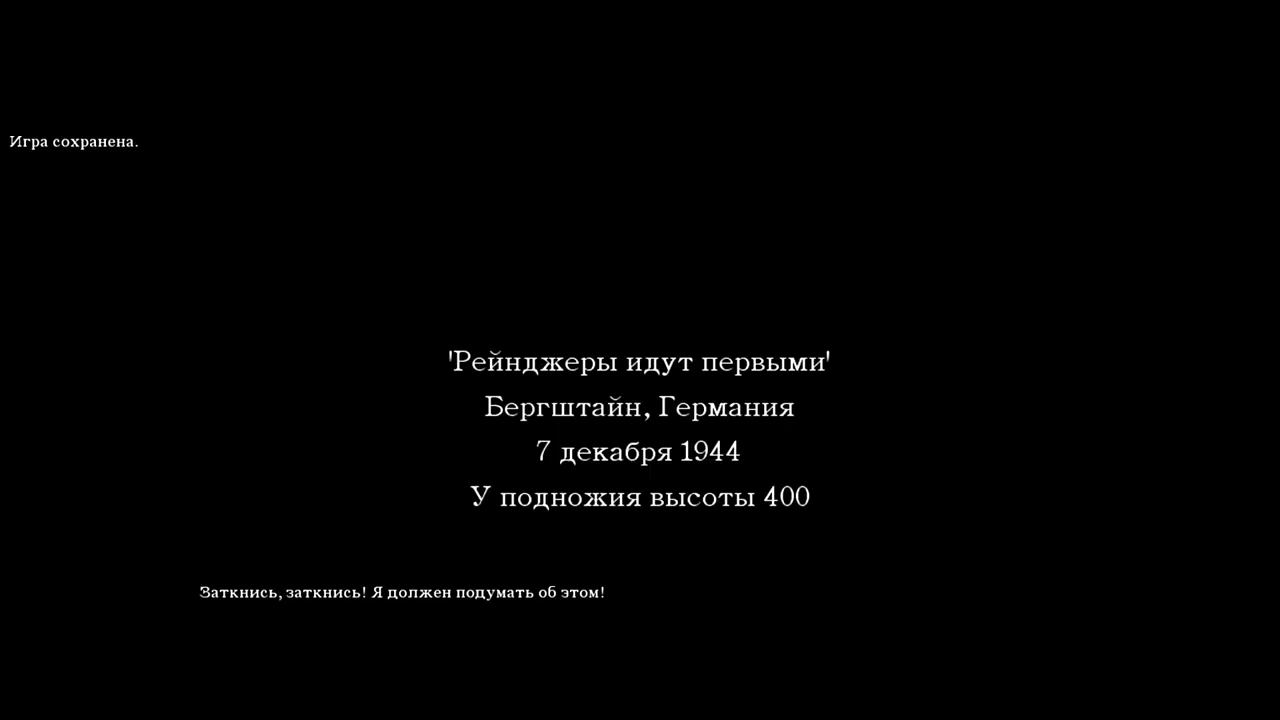 Игра сохранена.
'Рейнджеры идут первыми'
Бергштайн, Германия
7 декабря 1944
У подножия высоты 400
Заткнись, заткнись! Я должен подумать об этом!